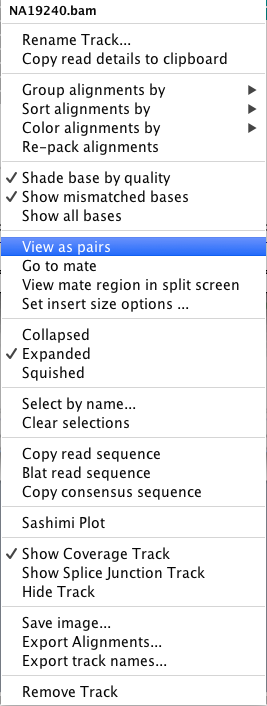 NA19240.bam
Rename Track...
Copy read details to clipboard
Group alignments by
Sort alignments by
Color alignments by
Re-pack alignments
Shade base by quality
Show mismatched bases
Show all bases
View as pairs
Go to mate
View mate region in split screen
Set insert size options ...
Collapsed
Expanded
Squished
Select by name...
Clear selections
Copy read sequence
Blat read sequence
Copy consensus sequence
Sashimi Plot
Show Coverage Track
Show Splice Junction Track
Hide Track
Save image...
Export Alignments...
Export track names...
Remove Track